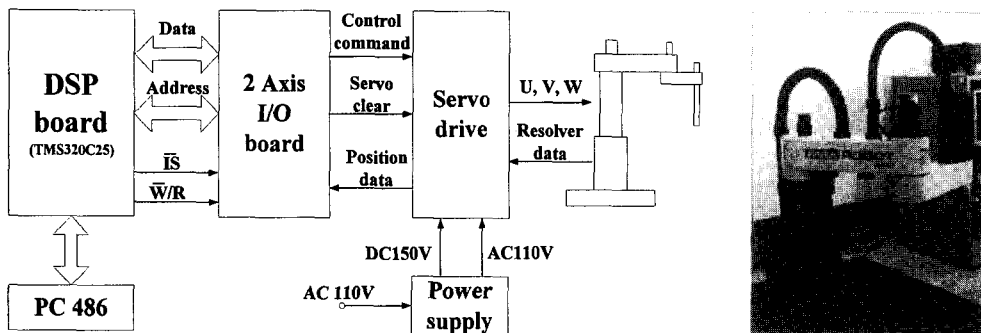 DSP
board
(TMS320C25)
Data
Address
IS
W/R
2 Axis
I/O
board
Control
command
Servo
clear
Position
data
Servo
drive
U, V, W
Resolver
data
DC150V
AC110V
PC 486
AC 110V
Power
supply
ROBOT